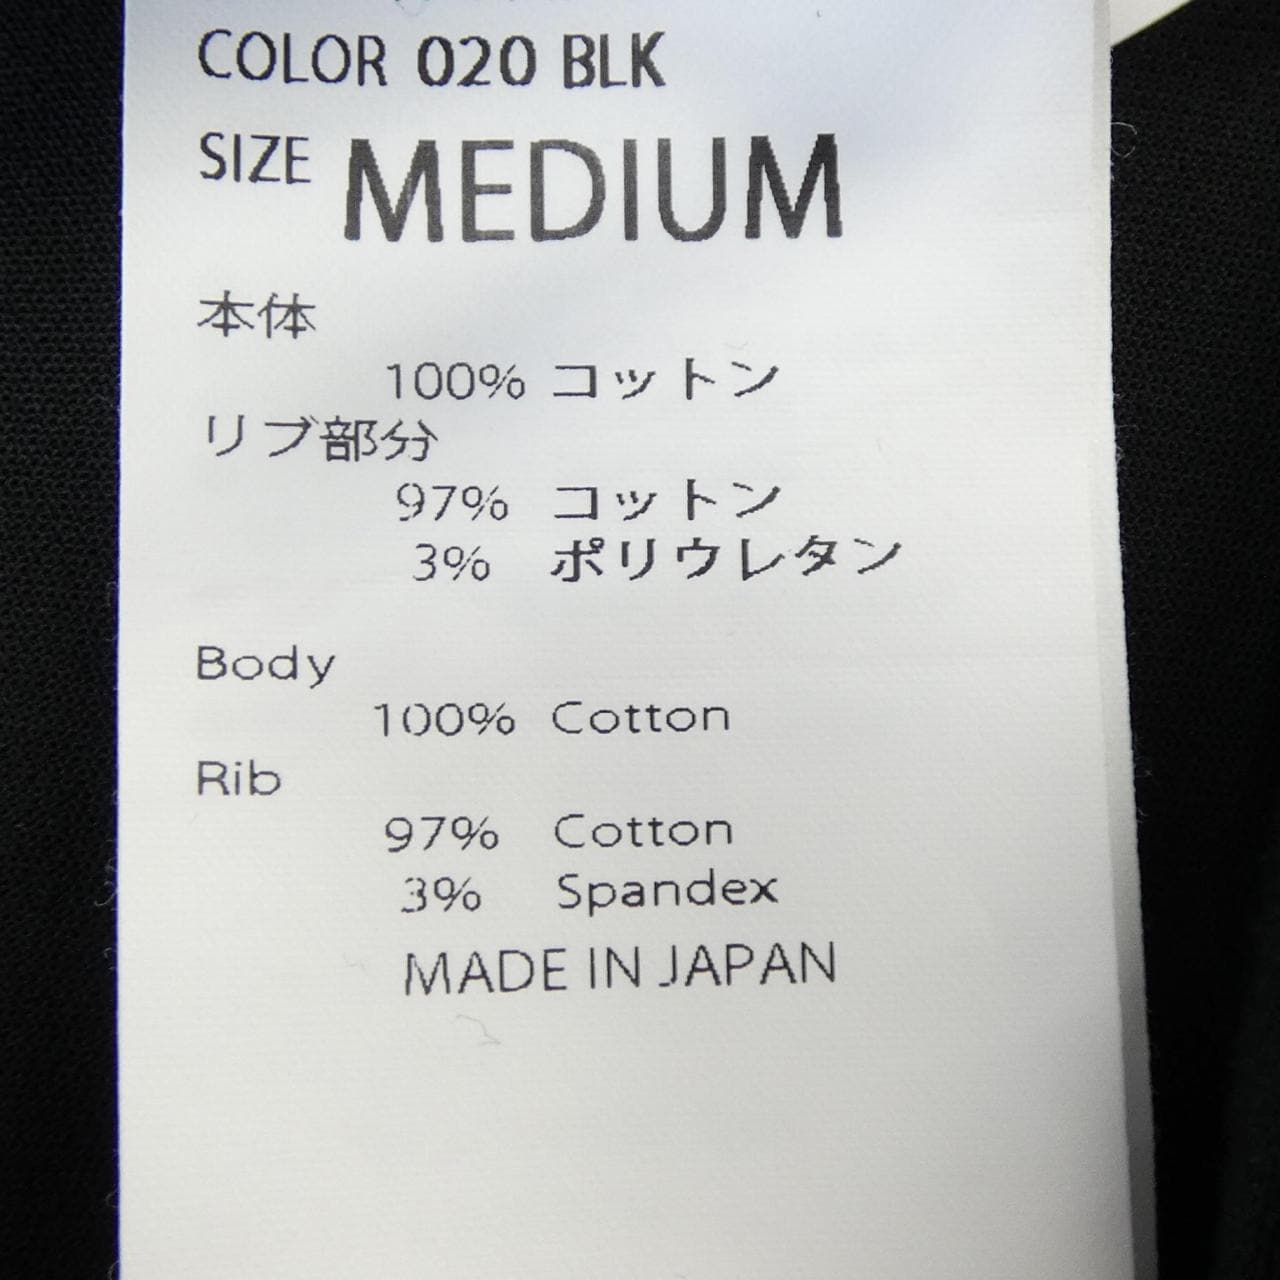 COLOR 020 BLK
SIZE MEDIUM
本体
100% コットン
リブ部分
97% コットン
3% ポリウレタン
Body
100% Cotton
Rib
97% Cotton
3% Spandex
MADE IN JAPAN